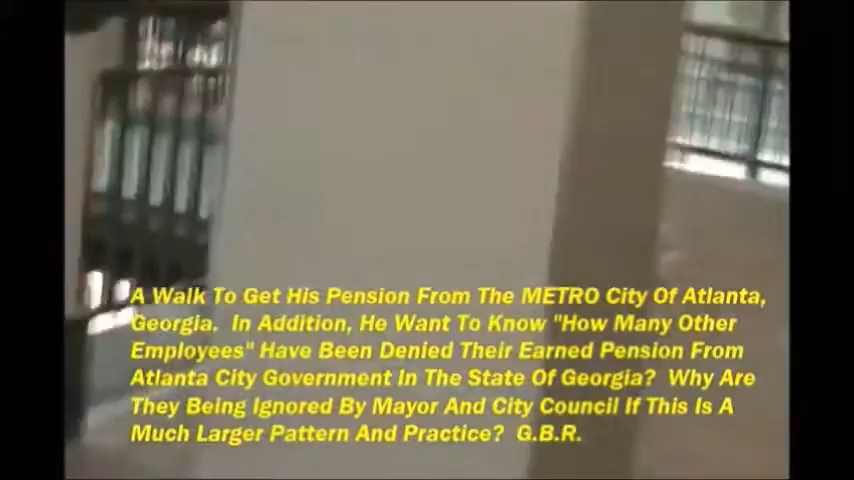 A Walk To Get His Pension From The METRO City Of Atlanta,
Georgia.  In Addition, He Want To Know "How Many Other
Employees" Have Been Denied Their Earned Pension From
Atlanta City Government In The State Of Georgia?  Why Are
They Being Ignored By Mayor And City Council If This Is A
Much Larger Pattern And Practice?  G.B.R.